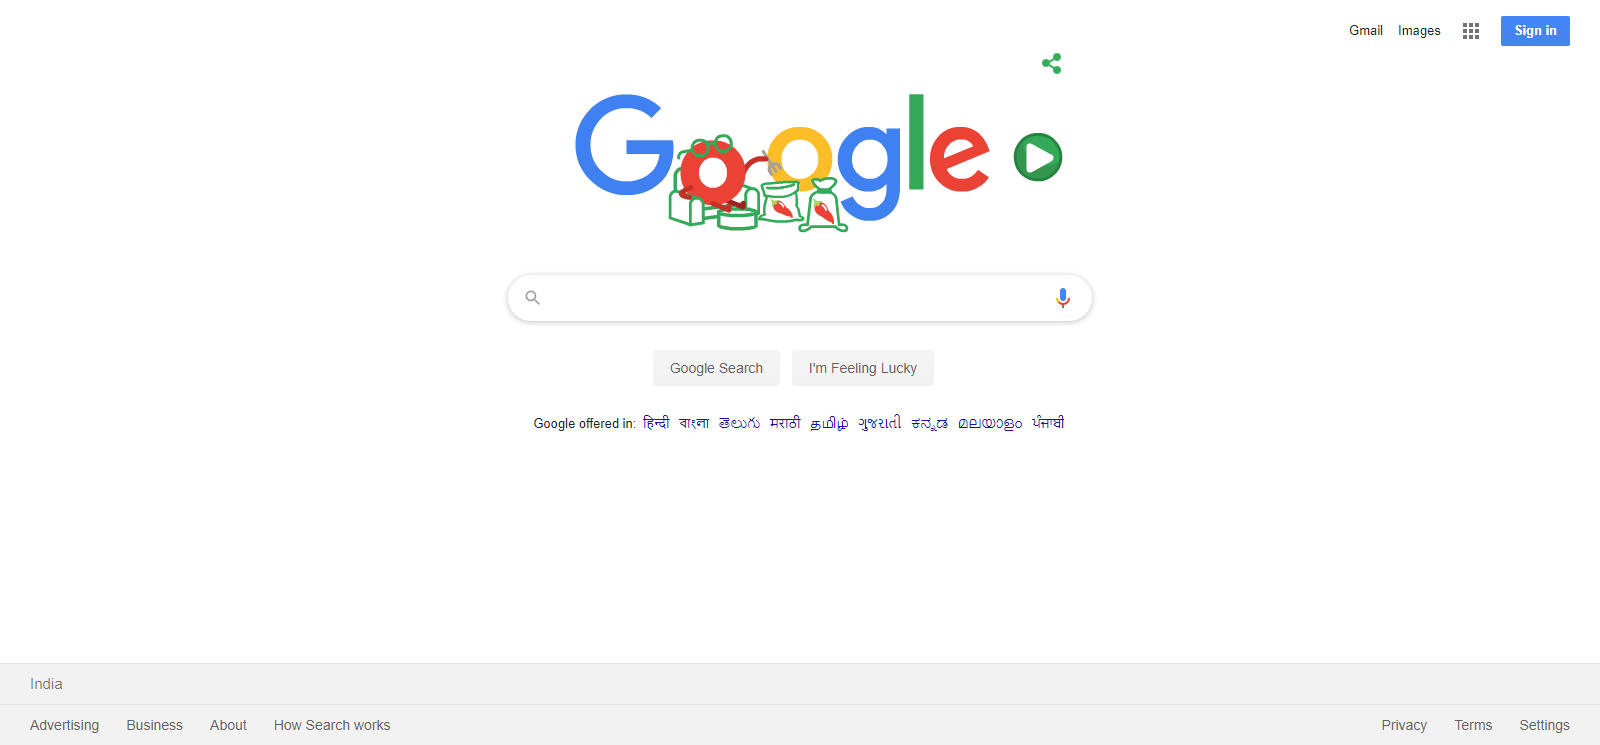 Gmail Images Sign in
Google
Google Search I'm Feeling Lucky
Google offered in: हिन्दी বাংলা తెలుగు मराठी தமிழ் ગુજરાતી ಕನ್ನಡ മലയാളം ਪੰਜਾਬੀ
India
Advertising Business About How Search works Privacy Terms Settings